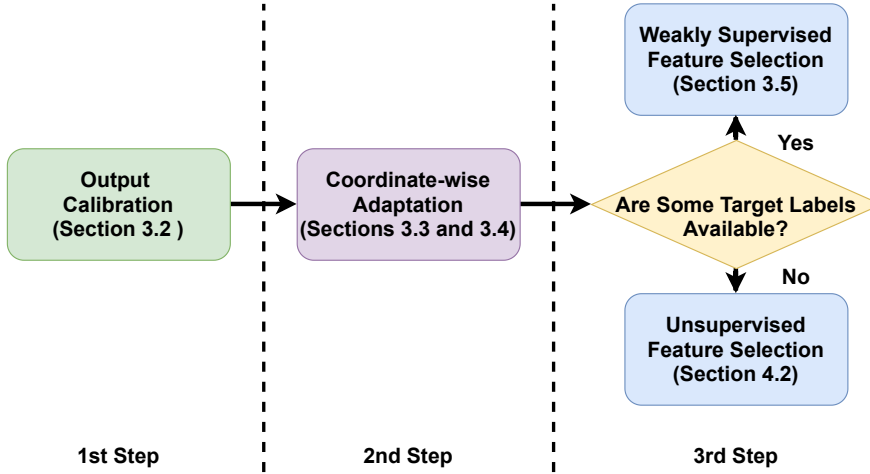 Output
Calibration
(Section 3.2 )
Coordinate-wise
Adaptation
(Sections 3.3 and 3.4)
Weakly Supervised
Feature Selection
(Section 3.5)
Yes
Are Some Target Labels
Available?
No
Unsupervised
Feature Selection
(Section 4.2)
1st Step
2nd Step
3rd Step